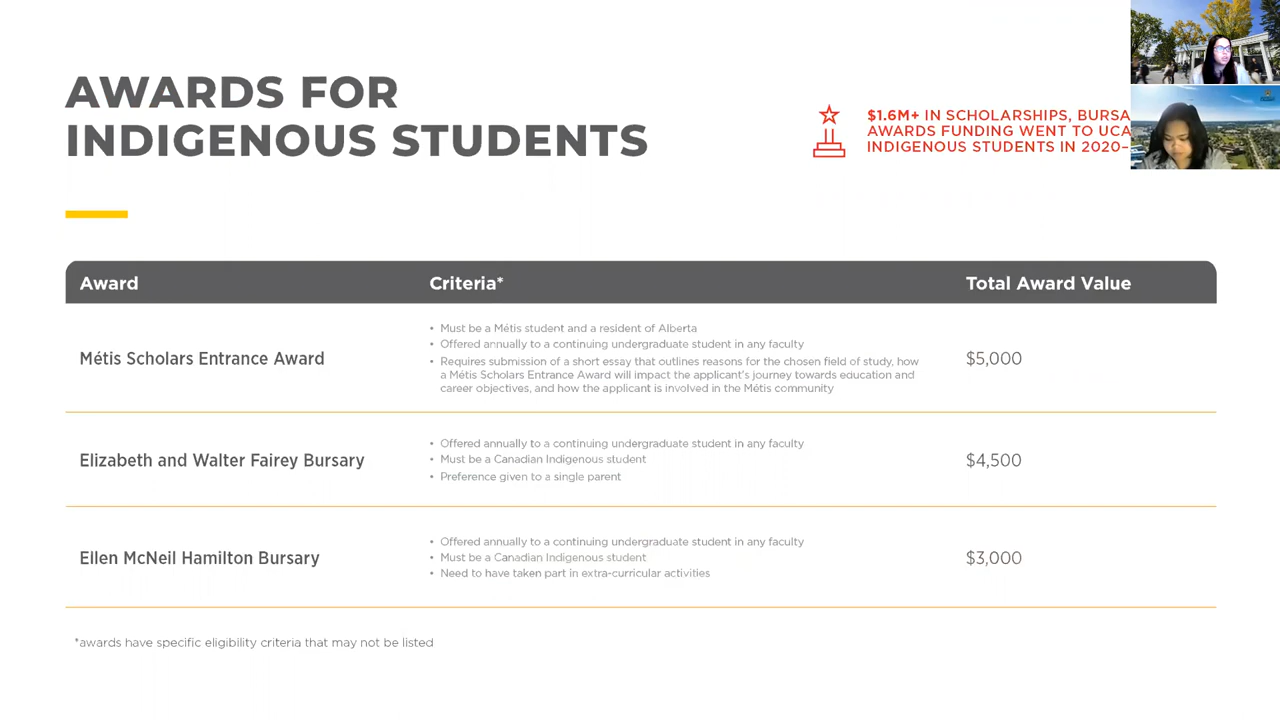 AWARDS FOR
INDIGENOUS STUDENTS
$1.6M+ IN SCHOLARSHIPS, BURSA
AWARDS FUNDING WENT TO UCA
INDIGENOUS STUDENTS IN 2020–
Award
Criteria*
Total Award Value
Métis Scholars Entrance Award
• Must be a Métis student and a resident of Alberta
• Offered annually to a continuing undergraduate student in any faculty
• Requires submission of a short essay that outlines reasons for the chosen field of study, how
a Métis Scholars Entrance Award will impact the applicant's journey towards education and
career objectives, and how the applicant is involved in the Métis community
$5,000
Elizabeth and Walter Fairey Bursary
• Offered annually to a continuing undergraduate student in any faculty
• Must be a Canadian Indigenous student
• Preference given to a single parent
$4,500
Ellen McNeil Hamilton Bursary
• Offered annually to a continuing undergraduate student in any faculty
• Must be a Canadian Indigenous student
• Need to have taken part in extra-curricular activities
$3,000
*awards have specific eligibility criteria that may not be listed